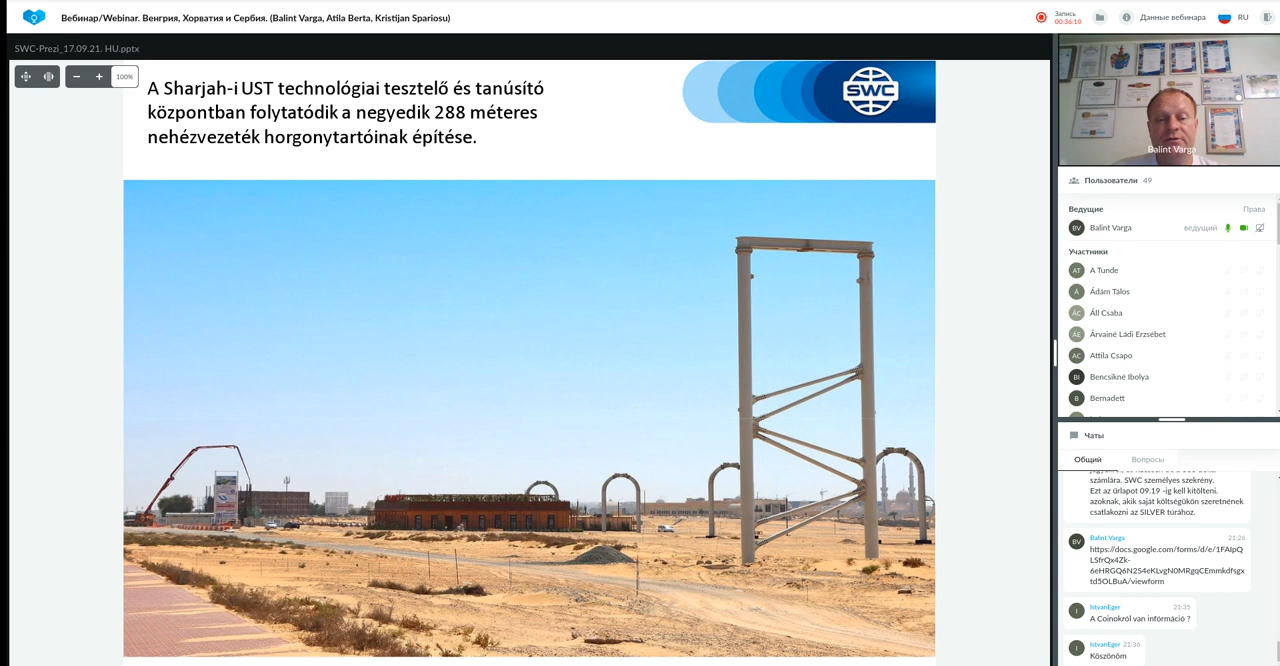 Вебинар/Webinar. Венгрия, Хорватия и Сербия. (Balint Varga, Atila Berta, Kristijan Spariosu)
Запись
00:36:10
Данные вебинара
RU
SWC-Prezi_17.09.21. HU.pptx
100%
A Sharjah-i UST technológiai tesztelő és tanúsító
központban folytatódik a negyedik 288 méteres
nehézvezeték horgonytartóinak építése.
SWC
Balint Varga
Пользователи 49
Ведущие Права
BV Balint Varga ведущий
Участники
AT A Tunde
Á Ádám Tálos
ÁC Áll Csaba
ÁE Árvainé Ládi Erzsébet
AC Attila Csapo
BI Bencsikné Ibolya
B Bernadett
Чаты
Общий Вопросы
számlára. SWC személyes szekrény.
Ezt az űrlapot 09.19 -ig kell kitölteni.
azoknak, akik saját költségükön szeretnének
csatlakozni az SILVER túrához.
BV Balint Varga 21:26
https://docs.google.com/forms/d/e/1FAIpQ
LSfrQx4Zk-
6eHRGQ6N2S4eKLvgN0MRgqCEmmkdfsgx
td5OLBuA/viewform
I IstvanEger 21:35
A Coinokról van infórmáció ?
I IstvanEger 21:36
Köszönöm